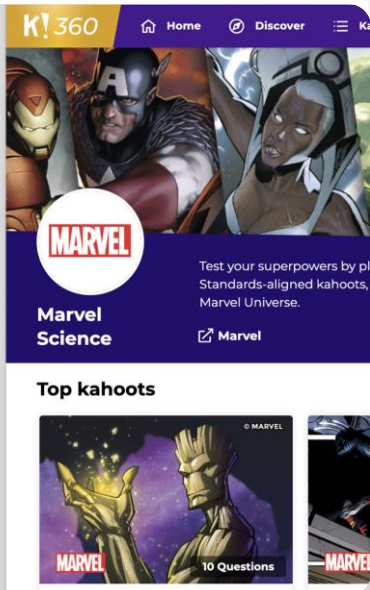 K! 360 Home Discover
MARVEL
Test your superpowers by
Standards-aligned kahoots,
Marvel Universe.
Marvel
Science
Marvel
Top kahoots
© MARVEL
MARVEL
10 Questions
MARVEL